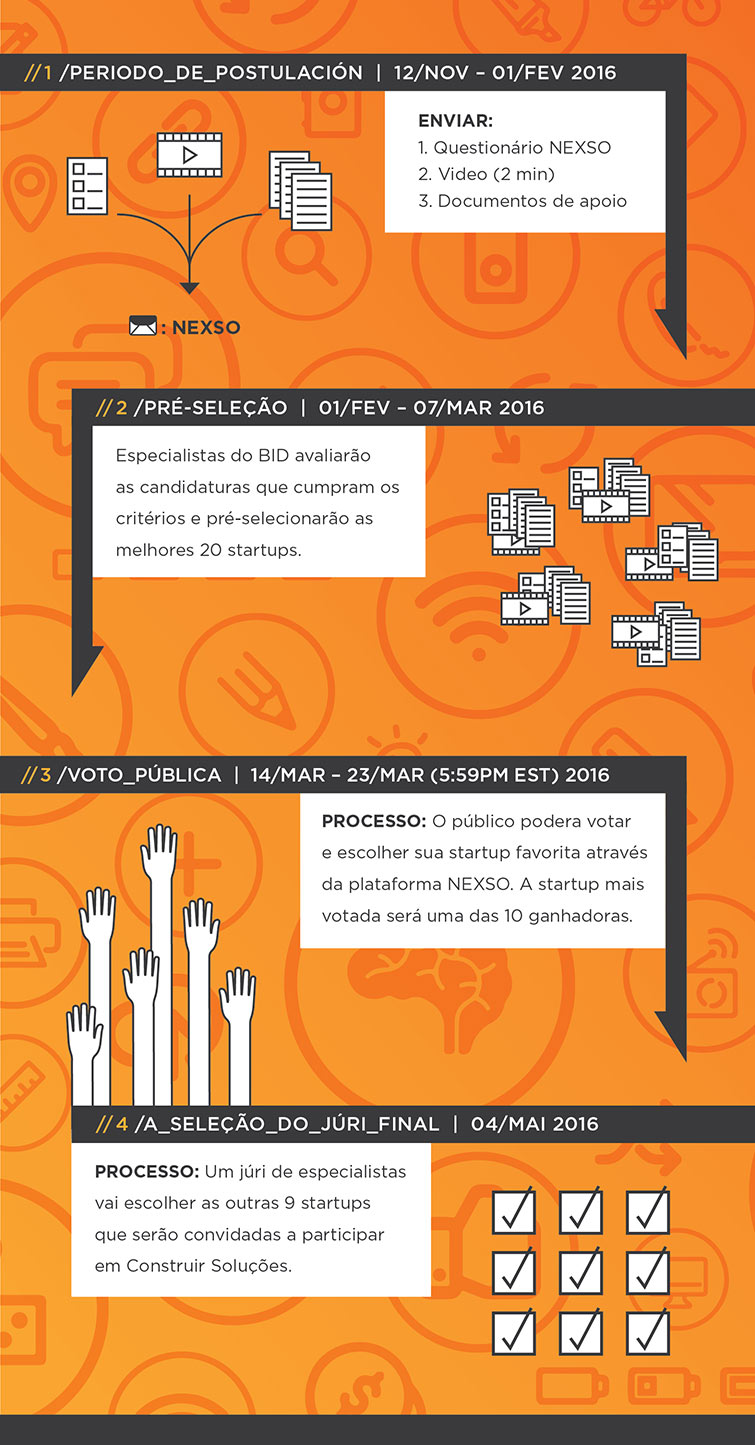 //1 /PERIODO_DE_POSTULACIÓN | 12/NOV – 01/FEV 2016
ENVIAR:
1. Questionário NEXSO
2. Video (2 min)
3. Documentos de apoio
: NEXSO
//2 /PRÉ-SELEÇÃO | 01/FEV – 07/MAR 2016
Especialistas do BID avaliarão
as candidaturas que cumpram os
critérios e pré-selecionarão as
melhores 20 startups.
//3 /VOTO_PÚBLICA | 14/MAR – 23/MAR (5:59PM EST) 2016
PROCESSO: O público podera votar
e escolher sua startup favorita através
da plataforma NEXSO. A startup mais
votada será uma das 10 ganhadoras.
//4 /A_SELEÇÃO_DO_JÚRI_FINAL | 04/MAI 2016
PROCESSO: Um júri de especialistas
vai escolher as outras 9 startups
que serão convidadas a participar
em Construir Soluções.